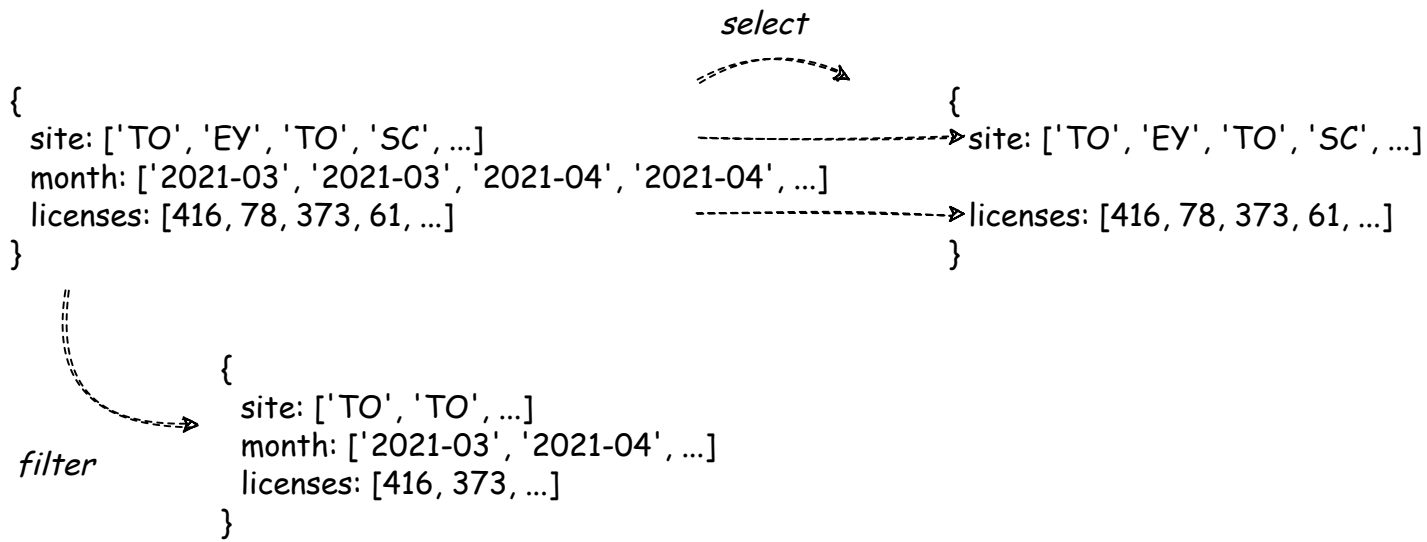 select
{
site: ['TO', 'EY', 'TO', 'SC', ...]
month: ['2021-03', '2021-03', '2021-04', '2021-04', ...]
licenses: [416, 78, 373, 61, ...]
}
{
site: ['TO', 'EY', 'TO', 'SC', ...]
licenses: [416, 78, 373, 61, ...]
}
filter
{
site: ['TO', 'TO', ...]
month: ['2021-03', '2021-04', ...]
licenses: [416, 373, ...]
}